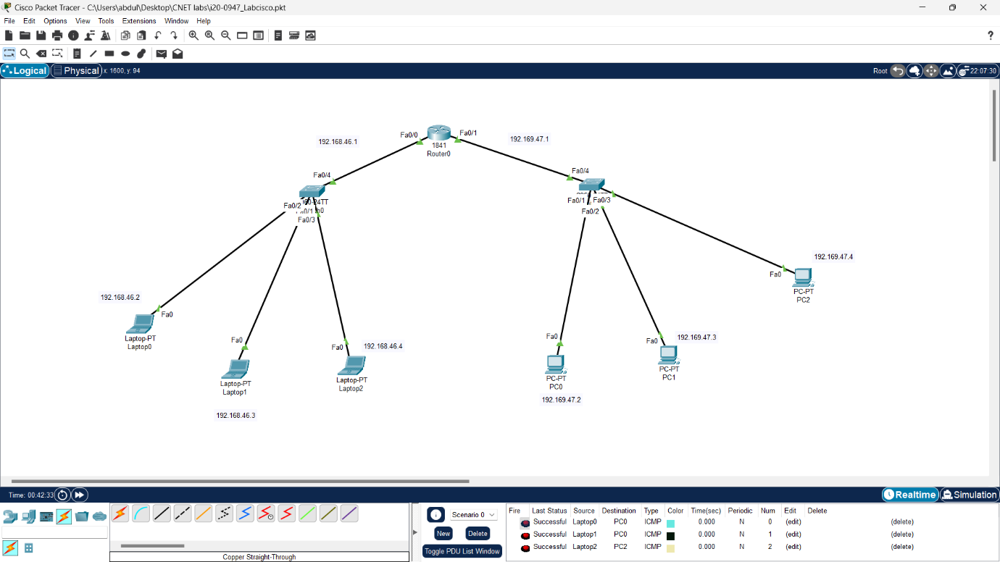 Cisco Packet Tracer - C:\Users\abdul\Desktop\CNET labs\i20-0947_Labcisco.pkt
File Edit Options View Tools Extensions Window Help
?
Logical Physical x: 1600, y: 94 Root 22:07:30
192.168.46.1 Fa0/0 Fa0/1 192.169.47.1
1841
Router0
Fa0/4 Fa0/4
Fa0/2 Fa0/1 Fa0/3
Fa0/3 Fa0/2
192.169.47.4
Fa0
PC-PT
PC2
192.168.46.2
Fa0
Laptop-PT
Laptop0
Fa0 Fa0 192.168.46.4 Fa0 Fa0 192.169.47.3
Laptop-PT Laptop-PT PC-PT PC-PT
Laptop1 Laptop2 PC0 PC1
192.169.47.2
192.168.46.3
Time: 00:42:33 Realtime Simulation
Scenario 0
New Delete
Toggle PDU List Window
Copper Straight-Through
Fire Last Status Source Destination Type Color Time(sec) Periodic Num Edit Delete
Successful Laptop0 PC0 ICMP 0.000 N 0 (edit) (delete)
Successful Laptop1 PC0 ICMP 0.000 N 1 (edit) (delete)
Successful Laptop2 PC2 ICMP 0.000 N 2 (edit) (delete)